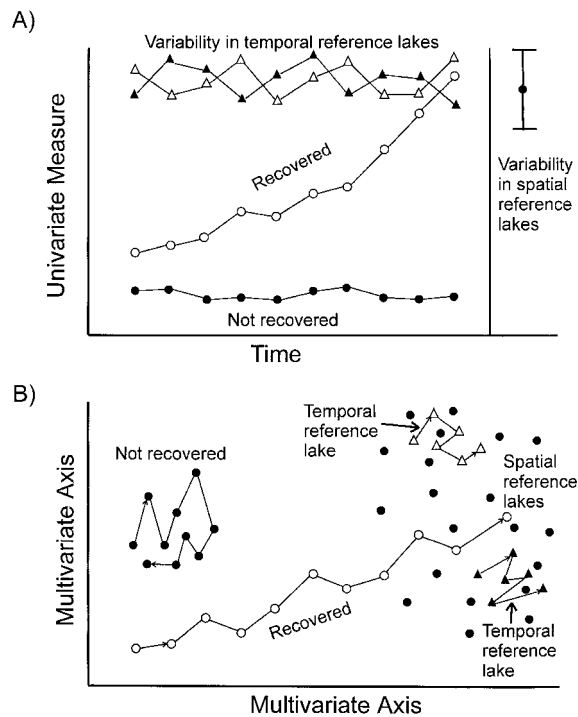 A)
Variability in temporal reference lakes
Univariate Measure
Recovered
Not recovered
Time
Variability
in spatial
reference
lakes
B)
Multivariate Axis
Not recovered
Temporal
reference
lake
Spatial
reference
lakes
Recovered
Temporal
reference
lake
Multivariate Axis